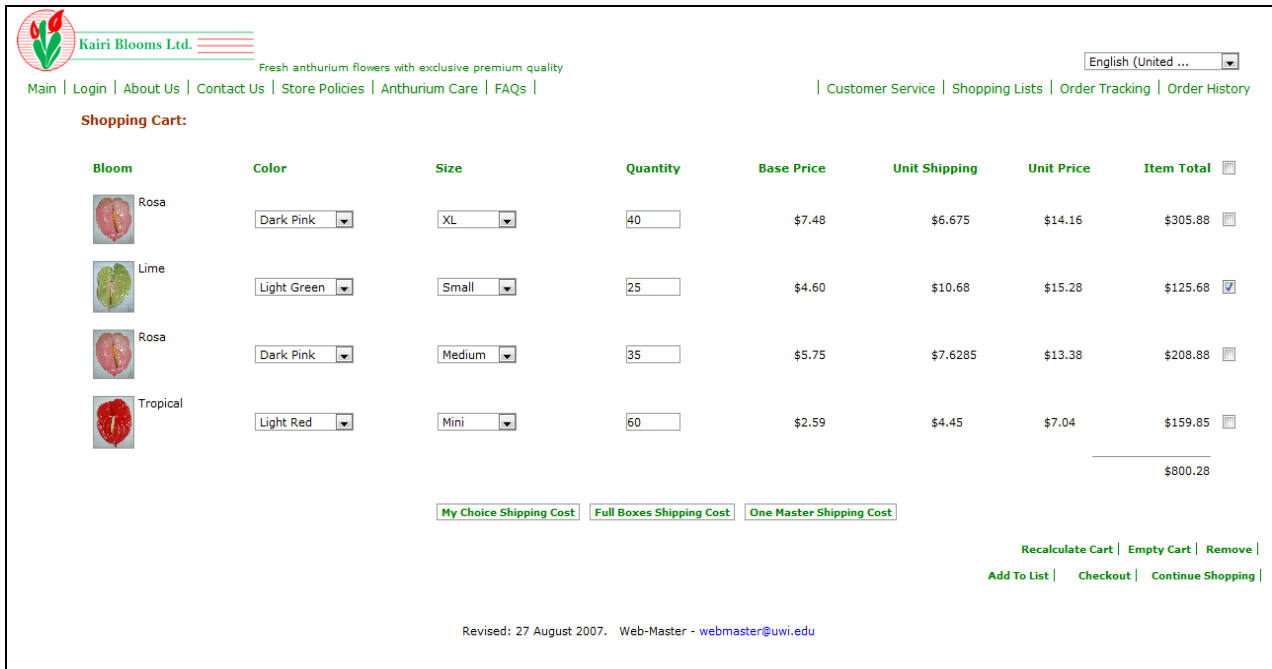 Kairi Blooms Ltd.
Fresh anthurium flowers with exclusive premium quality
English (United ...
Main | Login | About Us | Contact Us | Store Policies | Anthurium Care | FAQs |
| Customer Service | Shopping Lists | Order Tracking | Order History
Shopping Cart:
Bloom Color Size Quantity Base Price Unit Shipping Unit Price Item Total
Rosa
Dark Pink XL 40 $7.48 $6.675 $14.16 $305.88
Lime
Light Green Small 25 $4.60 $10.68 $15.28 $125.68
Rosa
Dark Pink Medium 35 $5.75 $7.6285 $13.38 $208.88
Tropical
Light Red Mini 60 $2.59 $4.45 $7.04 $159.85
$800.28
My Choice Shipping Cost Full Boxes Shipping Cost One Master Shipping Cost
Recalculate Cart | Empty Cart | Remove |
Add To List | Checkout | Continue Shopping |
Revised: 27 August 2007. Web-Master - webmaster@uwi.edu